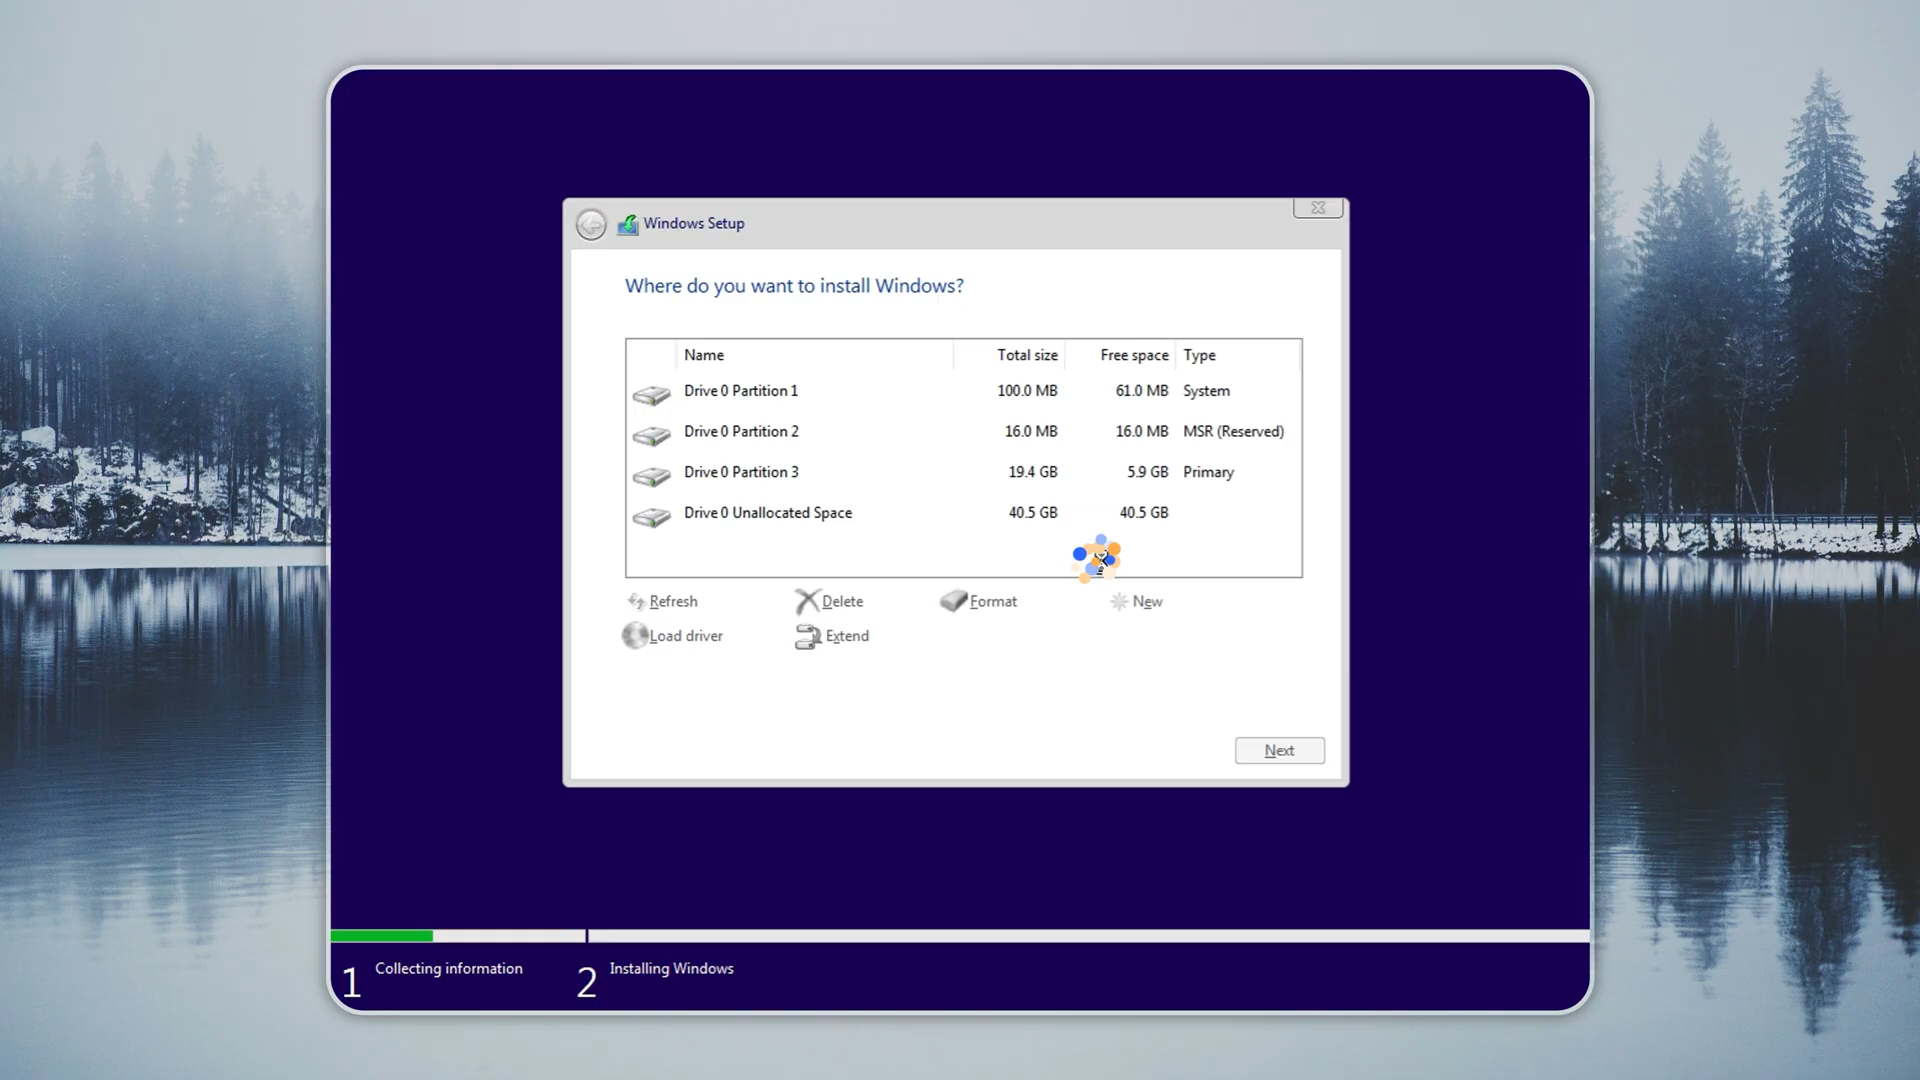 Windows Setup
Where do you want to install Windows?
Name Total size Free space Type
Drive 0 Partition 1 100.0 MB 61.0 MB System
Drive 0 Partition 2 16.0 MB 16.0 MB MSR (Reserved)
Drive 0 Partition 3 19.4 GB 5.9 GB Primary
Drive 0 Unallocated Space 40.5 GB 40.5 GB
Refresh Delete Format New
Load driver Extend
Next
1 Collecting information 2 Installing Windows